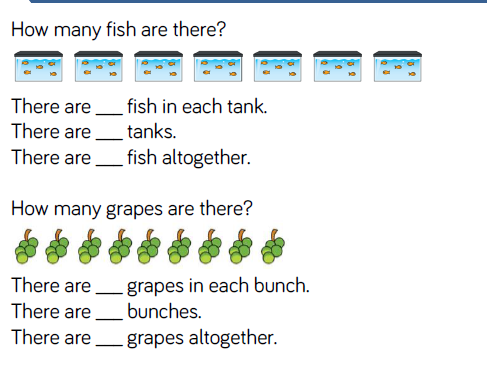 How many fish are there?
There are ___ fish in each tank.
There are ___ tanks.
There are ___ fish altogether.
How many grapes are there?
There are ___ grapes in each bunch.
There are ___ bunches.
There are ___ grapes altogether.